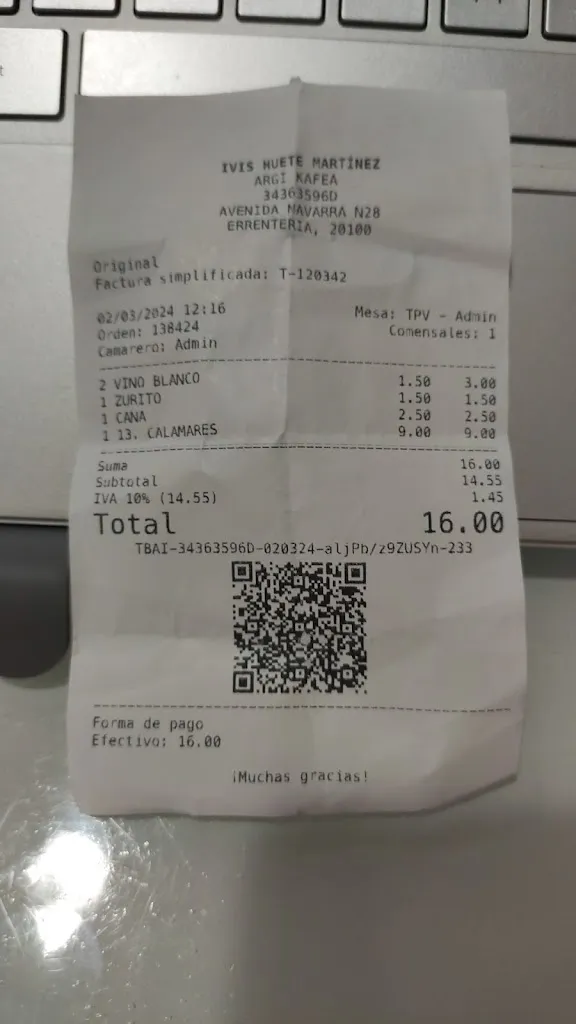 IVIS HUETE MARTÍNEZ
ARGI KAFEA
34363596D
AVENIDA NAVARRA N28
ERRENTERIA, 20100
Original
Factura simplificada: T-120342
02/03/2024 12:16
Mesa: TPV - Admin
Orden: 138424
Comensales: 1
Camarero: Admin
2 VINO BLANCO 1.50 3.00
1 ZURITO 1.50 1.50
1 CANA 2.50 2.50
1 13. CALAMARES 9.00 9.00
Suma 16.00
Subtotal 14.55
IVA 10% (14.55) 1.45
Total 16.00
TBAI-34363596D-020324-aljPb/z9ZUSYn-233
Forma de pago
Efectivo: 16.00
¡Muchas gracias!